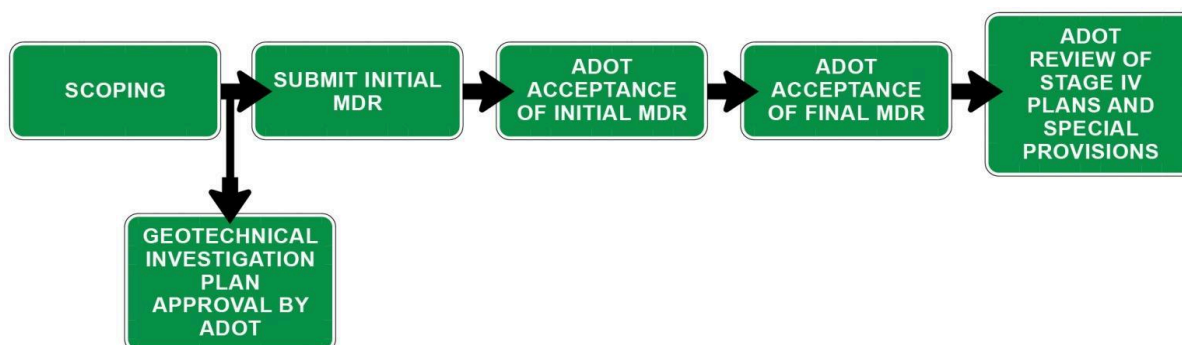 SCOPING
SUBMIT INITIAL
MDR
ADOT
ACCEPTANCE
OF INITIAL MDR
ADOT
ACCEPTANCE
OF FINAL MDR
ADOT
REVIEW OF
STAGE IV
PLANS AND
SPECIAL
PROVISIONS
GEOTECHNICAL
INVESTIGATION
PLAN
APPROVAL BY
ADOT